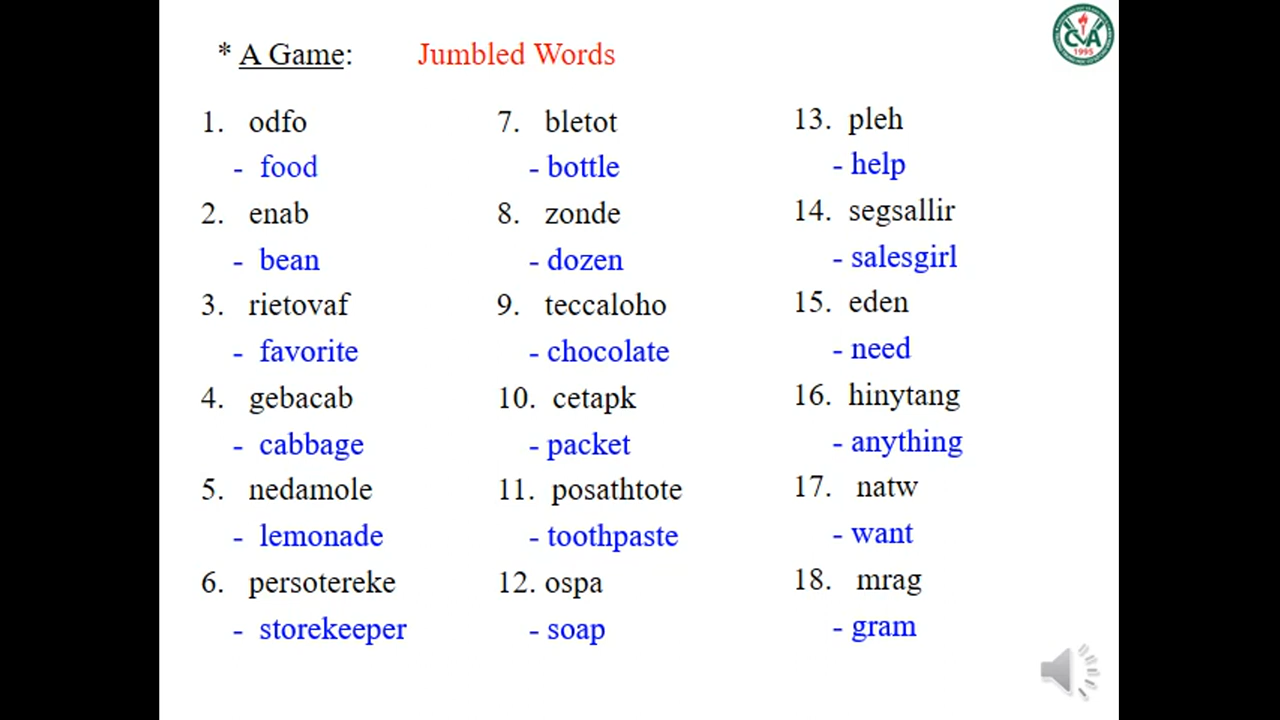 * A Game: Jumbled Words
CVA
1995
1. odfo
- food
2. enab
- bean
3. rietovaf
- favorite
4. gebacab
- cabbage
5. nedamole
- lemonade
6. persotereke
- storekeeper
7. bletot
- bottle
8. zonde
- dozen
9. teccaloho
- chocolate
10. cetapk
- packet
11. posathtote
- toothpaste
12. ospa
- soap
13. pleh
- help
14. segsallir
- salesgirl
15. eden
- need
16. hinytang
- anything
17. natw
- want
18. mrag
- gram